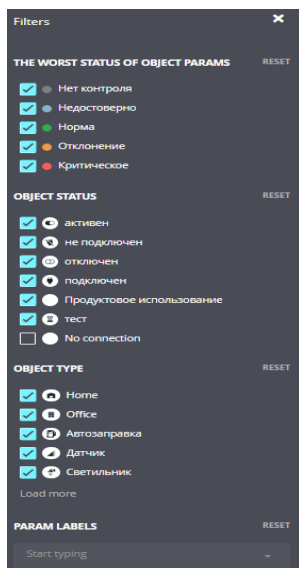 Filters
THE WORST STATUS OF OBJECT PARAMS RESET
Нет контроля
Недостоверно
Норма
Отклонение
Критическое
OBJECT STATUS RESET
активен
не подключен
отключен
подключен
Продуктовое использование
тест
No connection
OBJECT TYPE RESET
Home
Office
Автозаправка
Датчик
Светильник
Load more
PARAM LABELS RESET
Start typing